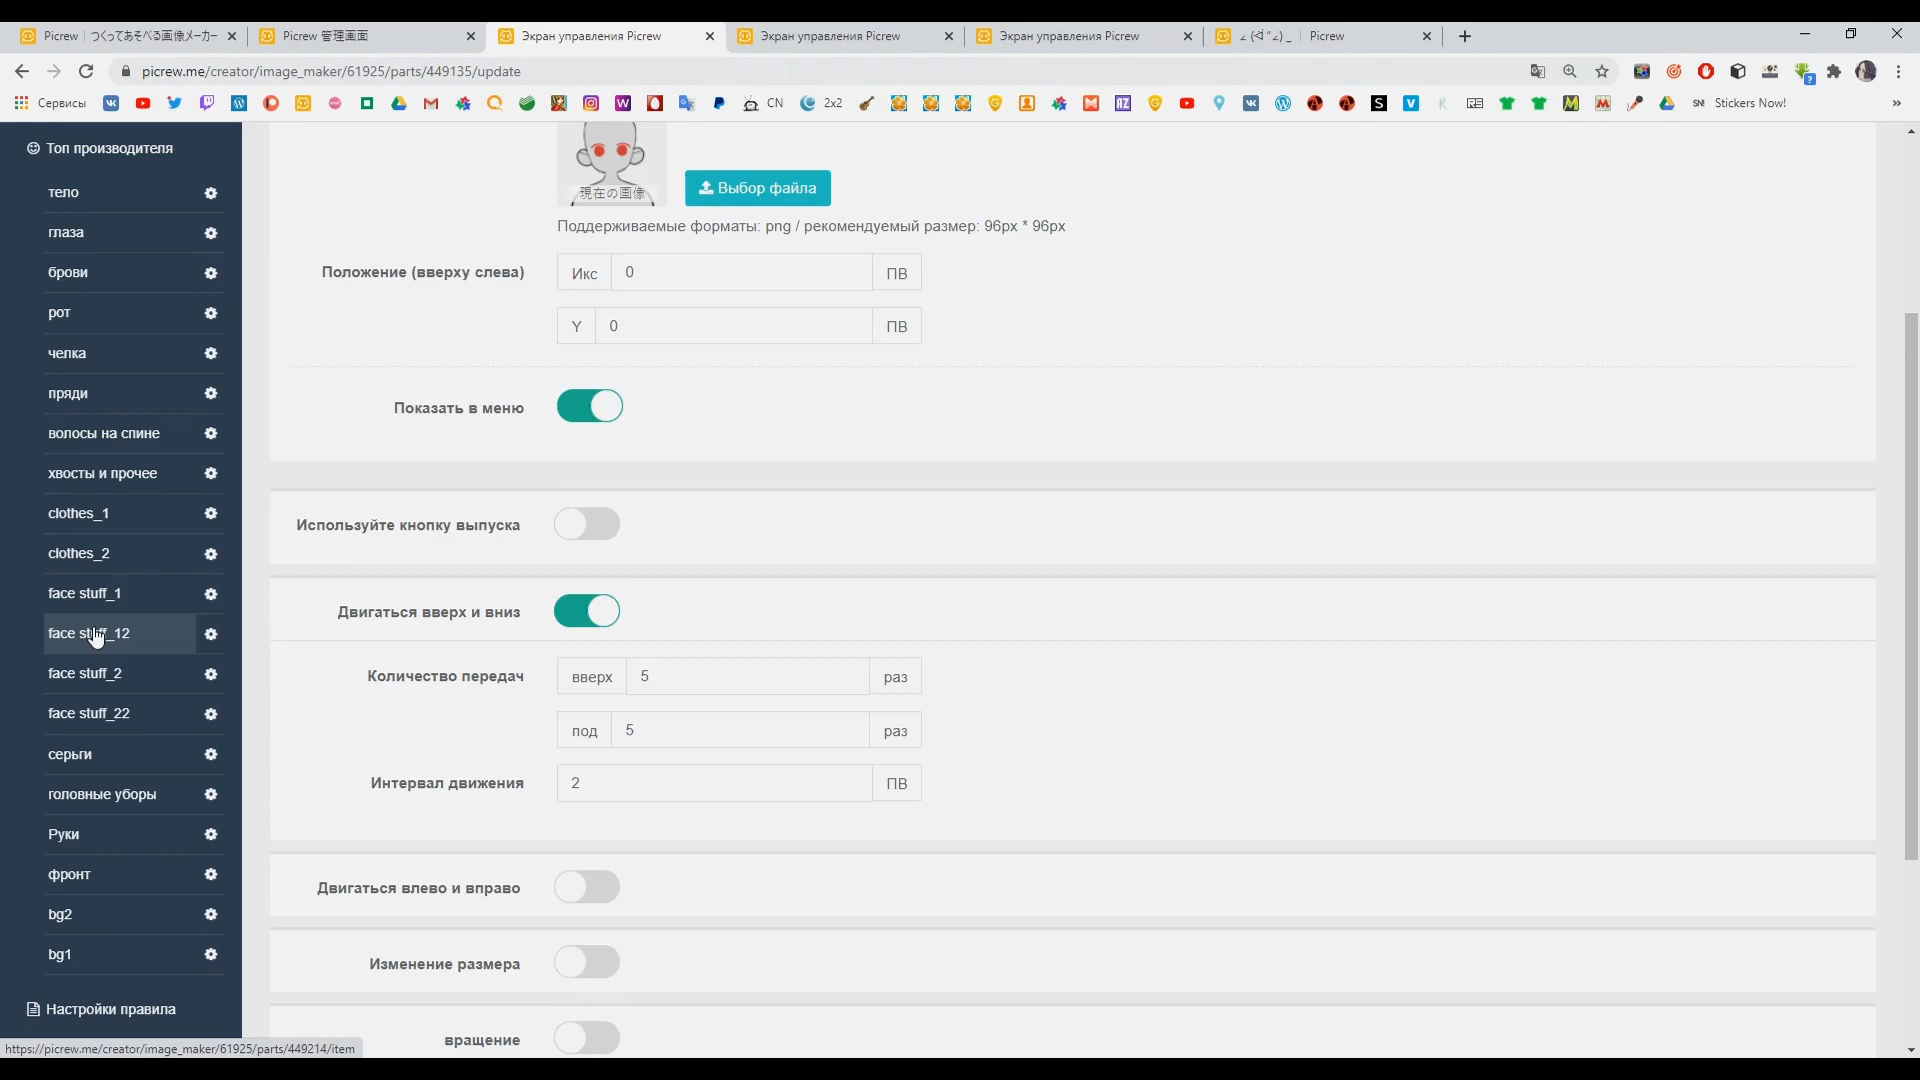 Picrew つくってあそべる画像メーカー
Picrew 管理画面
Экран управления Picrew
Экран управления Picrew
Экран управления Picrew
Picrew
picrew.me/creator/image_maker/61925/parts/449135/update
Сервисы
CN
2x2
Stickers Now!
Топ производителя
тело
глаза
брови
рот
челка
пряди
волосы на спине
хвосты и прочее
clothes_1
clothes_2
face stuff_1
face stuff_12
face stuff_2
face stuff_22
серьги
головные уборы
Руки
фронт
bg2
bg1
Настройки правила
https://picrew.me/creator/image_maker/61925/parts/449214/item
現在の画像
Выбор файла
Поддерживаемые форматы: png / рекомендуемый размер: 96px * 96px
Положение (вверху слева) Икс 0 ПВ
Y 0 ПВ
Показать в меню
Используйте кнопку выпуска
Двигаться вверх и вниз
Количество передач вверх 5 раз
под 5 раз
Интервал движения 2 ПВ
Двигаться влево и вправо
Изменение размера
вращение